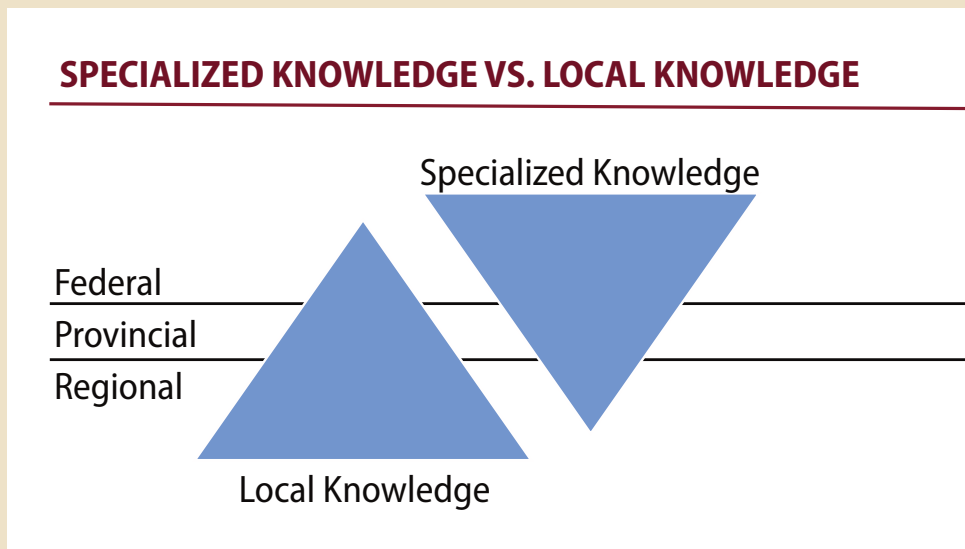 SPECIALIZED KNOWLEDGE VS. LOCAL KNOWLEDGE
Specialized Knowledge
Federal
Provincial
Regional
Local Knowledge